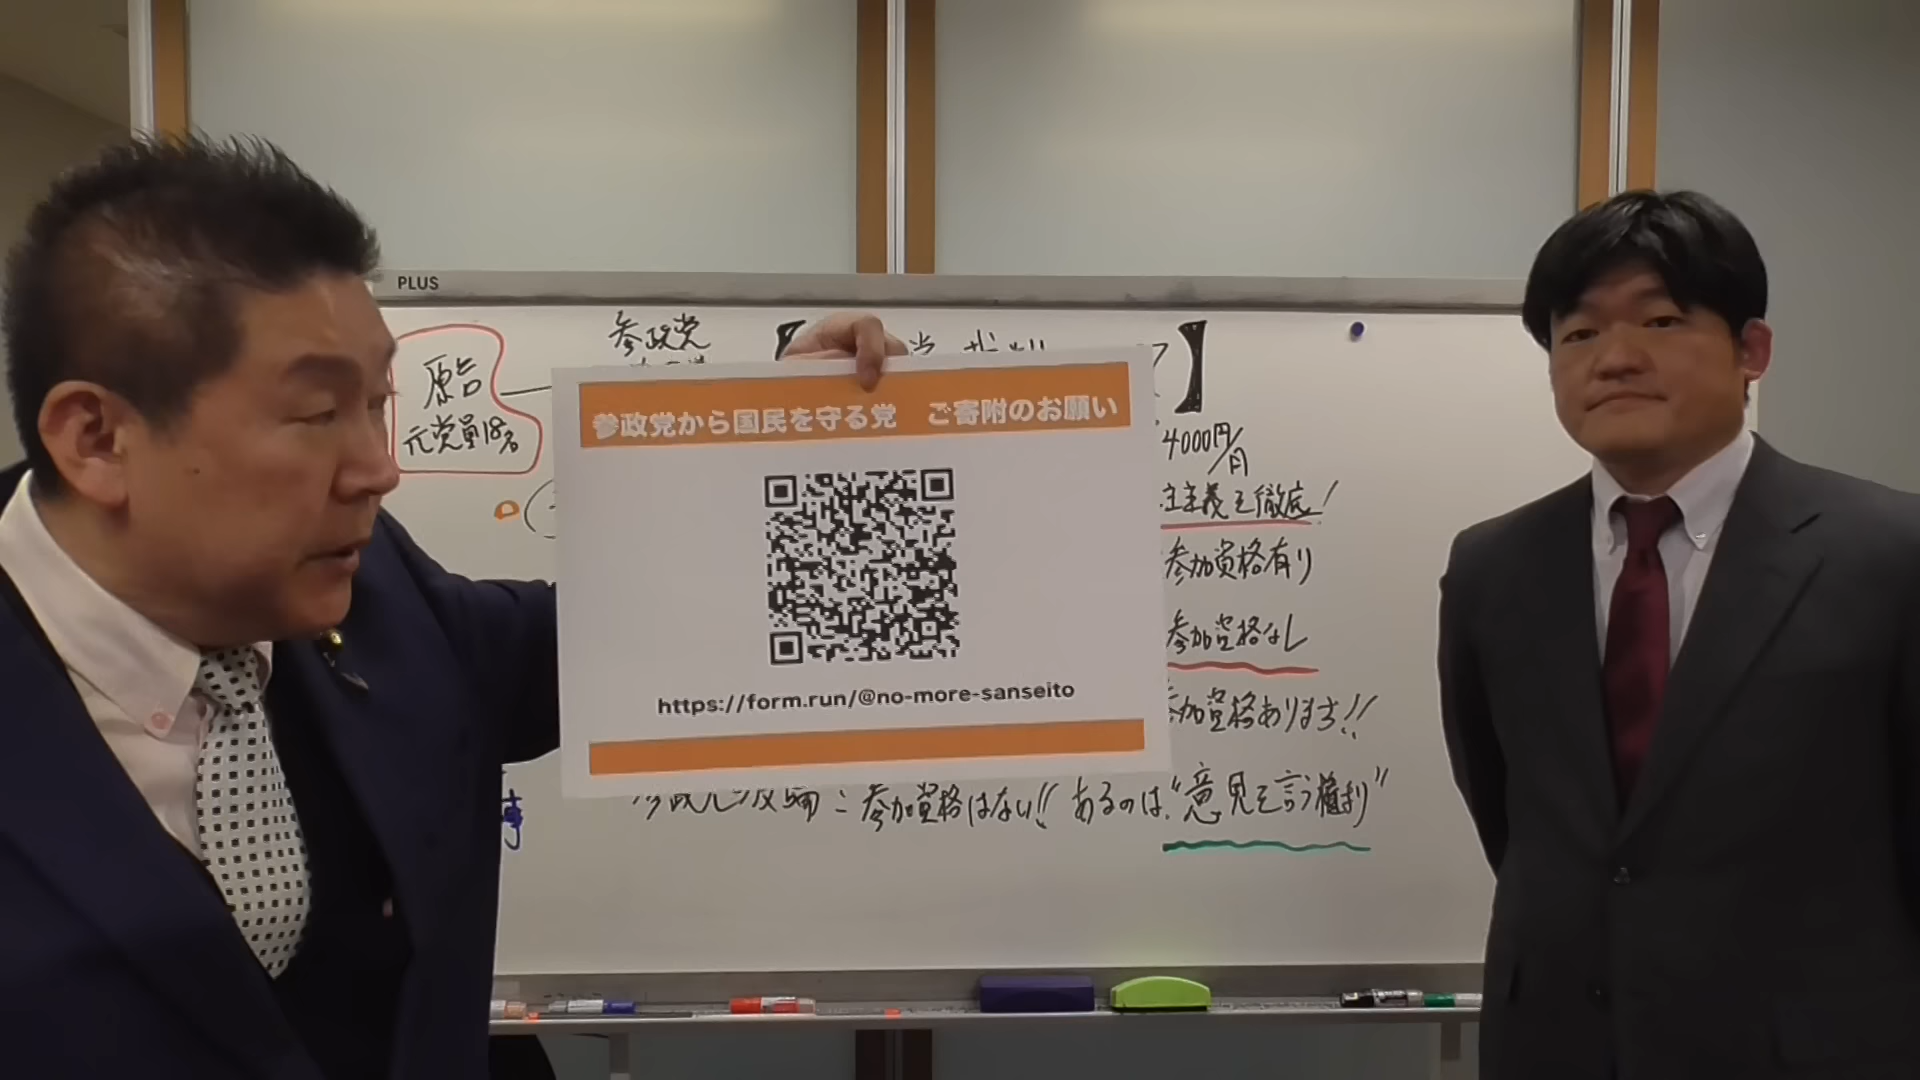 PLUS
原告
元党員18名
参政党
【
】
参政党から国民を守る党 ご寄附のお願い
https://form.run/@no-more-sanseito
4000円/月
主義を徹底!
参加資格有り
参加資格なし
参加資格あります!!
参加資格はない!! あるのは、"意見を言う権利"